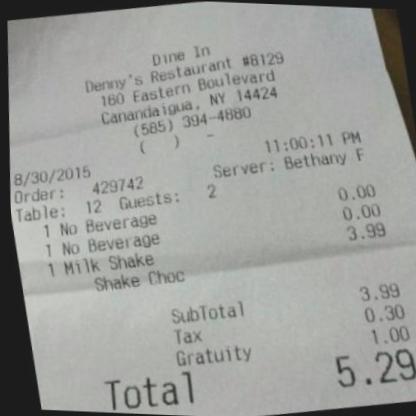 Dine In
Denny's Restaurant #8129
160 Eastern Boulevard
Canandaigua, NY 14424
(585) 394-4880
( ) -
8/30/2015 11:00:11 PM
Order: 429742 Server: Bethany F
Table: 12 Guests: 2
1 No Beverage 0.00
1 No Beverage 0.00
1 Milk Shake 3.99
Shake Choc
SubTotal 3.99
Tax 0.30
Gratuity 1.00
Total 5.29